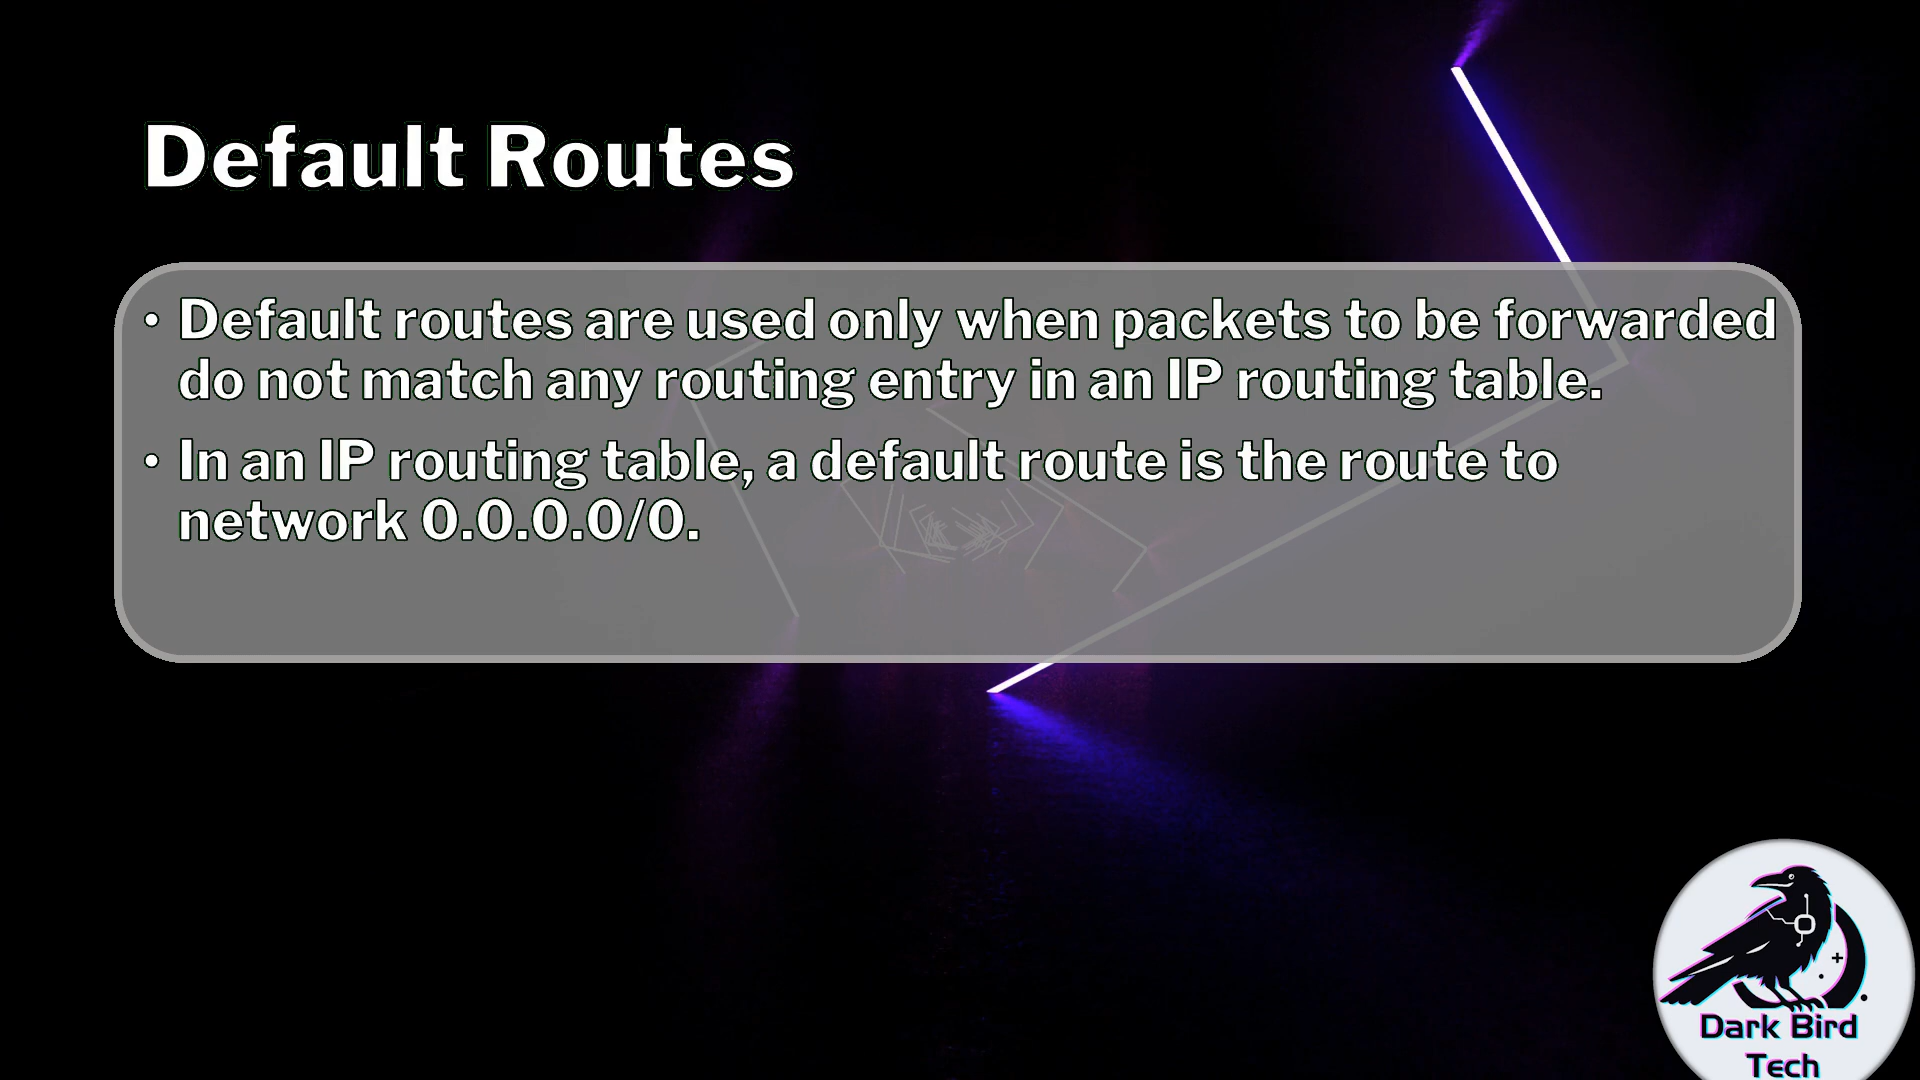 Default Routes
• Default routes are used only when packets to be forwarded
do not match any routing entry in an IP routing table.
• In an IP routing table, a default route is the route to
network 0.0.0.0/0.
Dark Bird
Tech